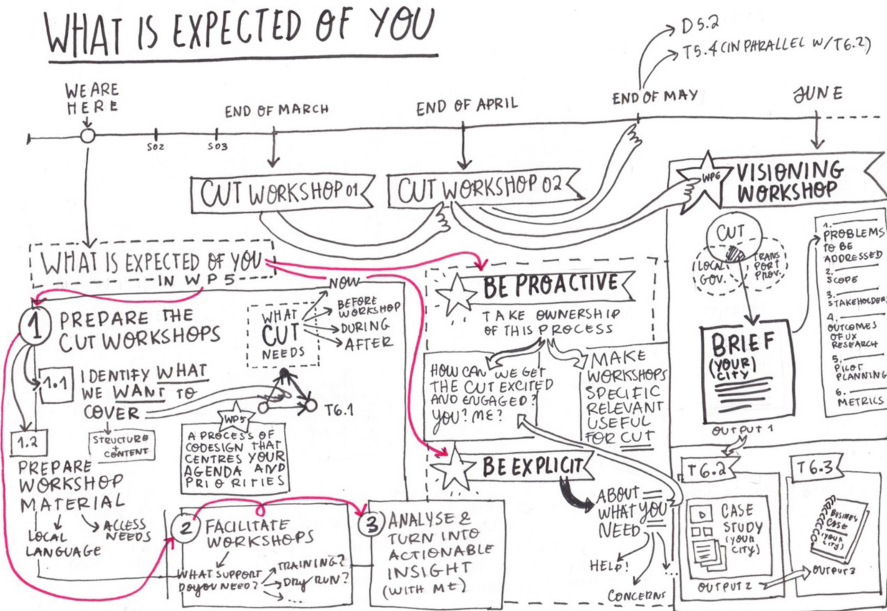 WHAT IS EXPECTED OF YOU
D5.2
T5.4 (IN PARALLEL W/T6.2)
WE ARE
HERE
S02
S03
END OF MARCH
END OF APRIL
END OF MAY
JUNE
CUT WORKSHOP 01
CUT WORKSHOP 02
WP6
VISIONING
WORKSHOP
CUT
LOCAL
GOV.
TRANS
PORT
PROV.
BRIEF
(YOUR)
CITY
OUTPUT 1
1.
PROBLEMS
TO BE
ADDRESSED
2.
SCOPE
3.
STAKEHOLDERS
4.
OUTCOMES
OF UX
RESEARCH
5.
PILOT
PLANNING
6.
METRICS
WHAT IS EXPECTED OF YOU
IN WP5
1
PREPARE THE
CUT WORKSHOPS
WHAT
CUT
NEEDS
NOW
BEFORE
WORKSHOP
DURING
AFTER
1.1
IDENTIFY WHAT
WE WANT TO
COVER
STRUCTURE
+
CONTENT
T6.1
WP5
A PROCESS OF
CODESIGN THAT
CENTRES YOUR
AGENDA AND
PRIORITIES
1.2
PREPARE
WORKSHOP
MATERIAL
LOCAL
LANGUAGE
ACCESS
NEEDS
2
FACILITATE
WORKSHOPS
WHAT SUPPORT
DO YOU NEED?
TRAINING?
DRY RUN?
...
3
ANALYSE &
TURN INTO
ACTIONABLE
INSIGHT
(WITH ME)
BE PROACTIVE
TAKE OWNERSHIP
OF THIS PROCESS
HOW CAN WE GET
THE CUT EXCITED
AND ENGAGED?
YOU? ME?
MAKE
WORKSHOPS
SPECIFIC
RELEVANT
USEFUL
FOR CUT
BE EXPLICIT
ABOUT
WHAT YOU
NEED
HELP!
CONCERNS
...
T6.2
CASE
STUDY
(YOUR
CITY)
OUTPUT 2
T6.3
BUSINESS
CASE
(YOUR
CITY)
OUTPUT 3